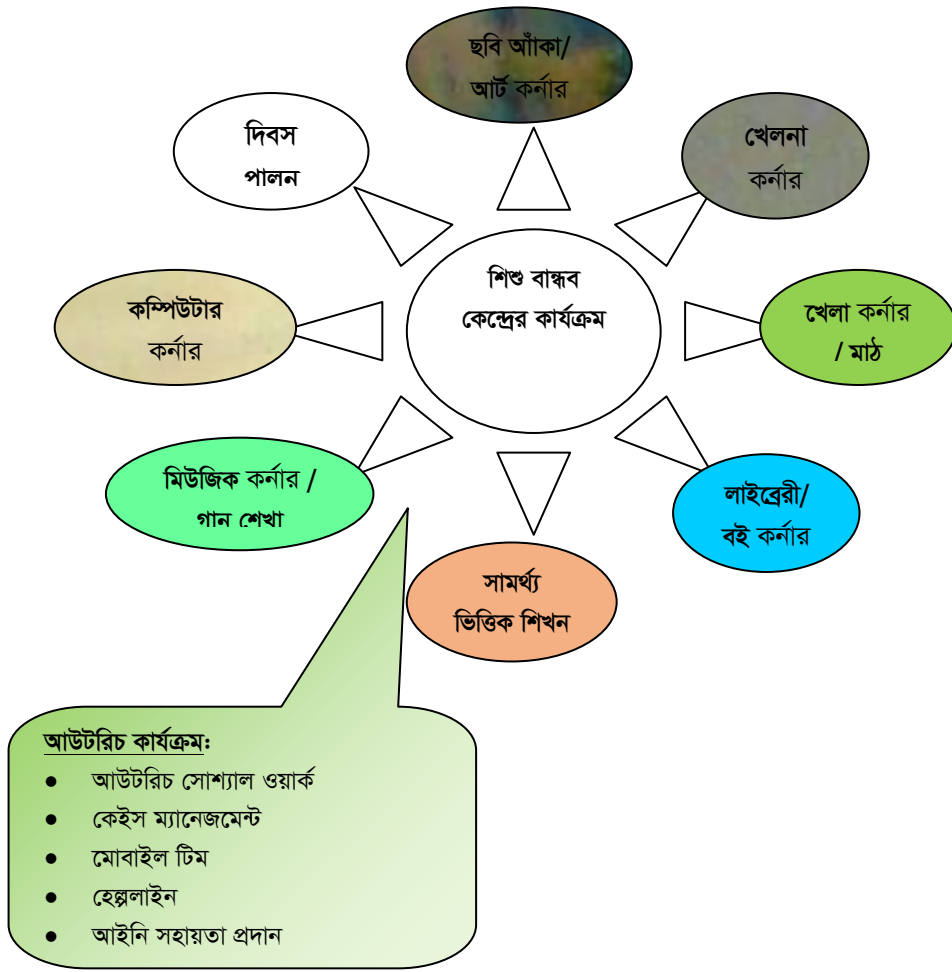 ছবি আঁাকা/
আর্ট কর্নার
দিবস
পালন
খেলনা
কর্নার
শিশু বান্ধব
কেন্দ্রের কার্যক্রম
কম্পিউটার
কর্নার
খেলা কর্নার
/ মাঠ
মিউজিক কর্নার /
গান শেখা
লাইব্রেরী/
বই কর্নার
সামর্থ্য
ভিত্তিক শিখন
আউটরিচ কার্যক্রম:
● আউটরিচ সোশ্যাল ওয়ার্ক
● কেইস ম্যানেজমেন্ট
● মোবাইল টিম
● হেল্পলাইন
● আইনি সহায়তা প্রদান